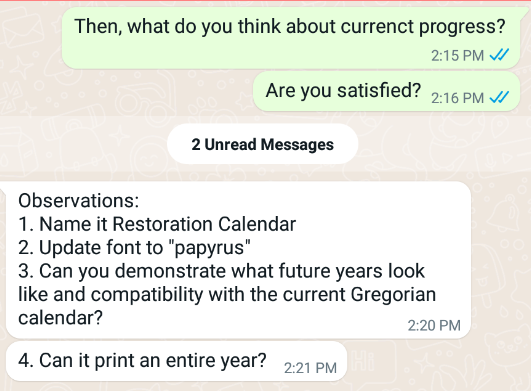 Then, what do you think about currenct progress?
2:15 PM
Are you satisfied?
2:16 PM
2 Unread Messages
Observations:
1. Name it Restoration Calendar
2. Update font to "papyrus"
3. Can you demonstrate what future years look
like and compatibility with the current Gregorian
calendar?
2:20 PM
4. Can it print an entire year?
2:21 PM